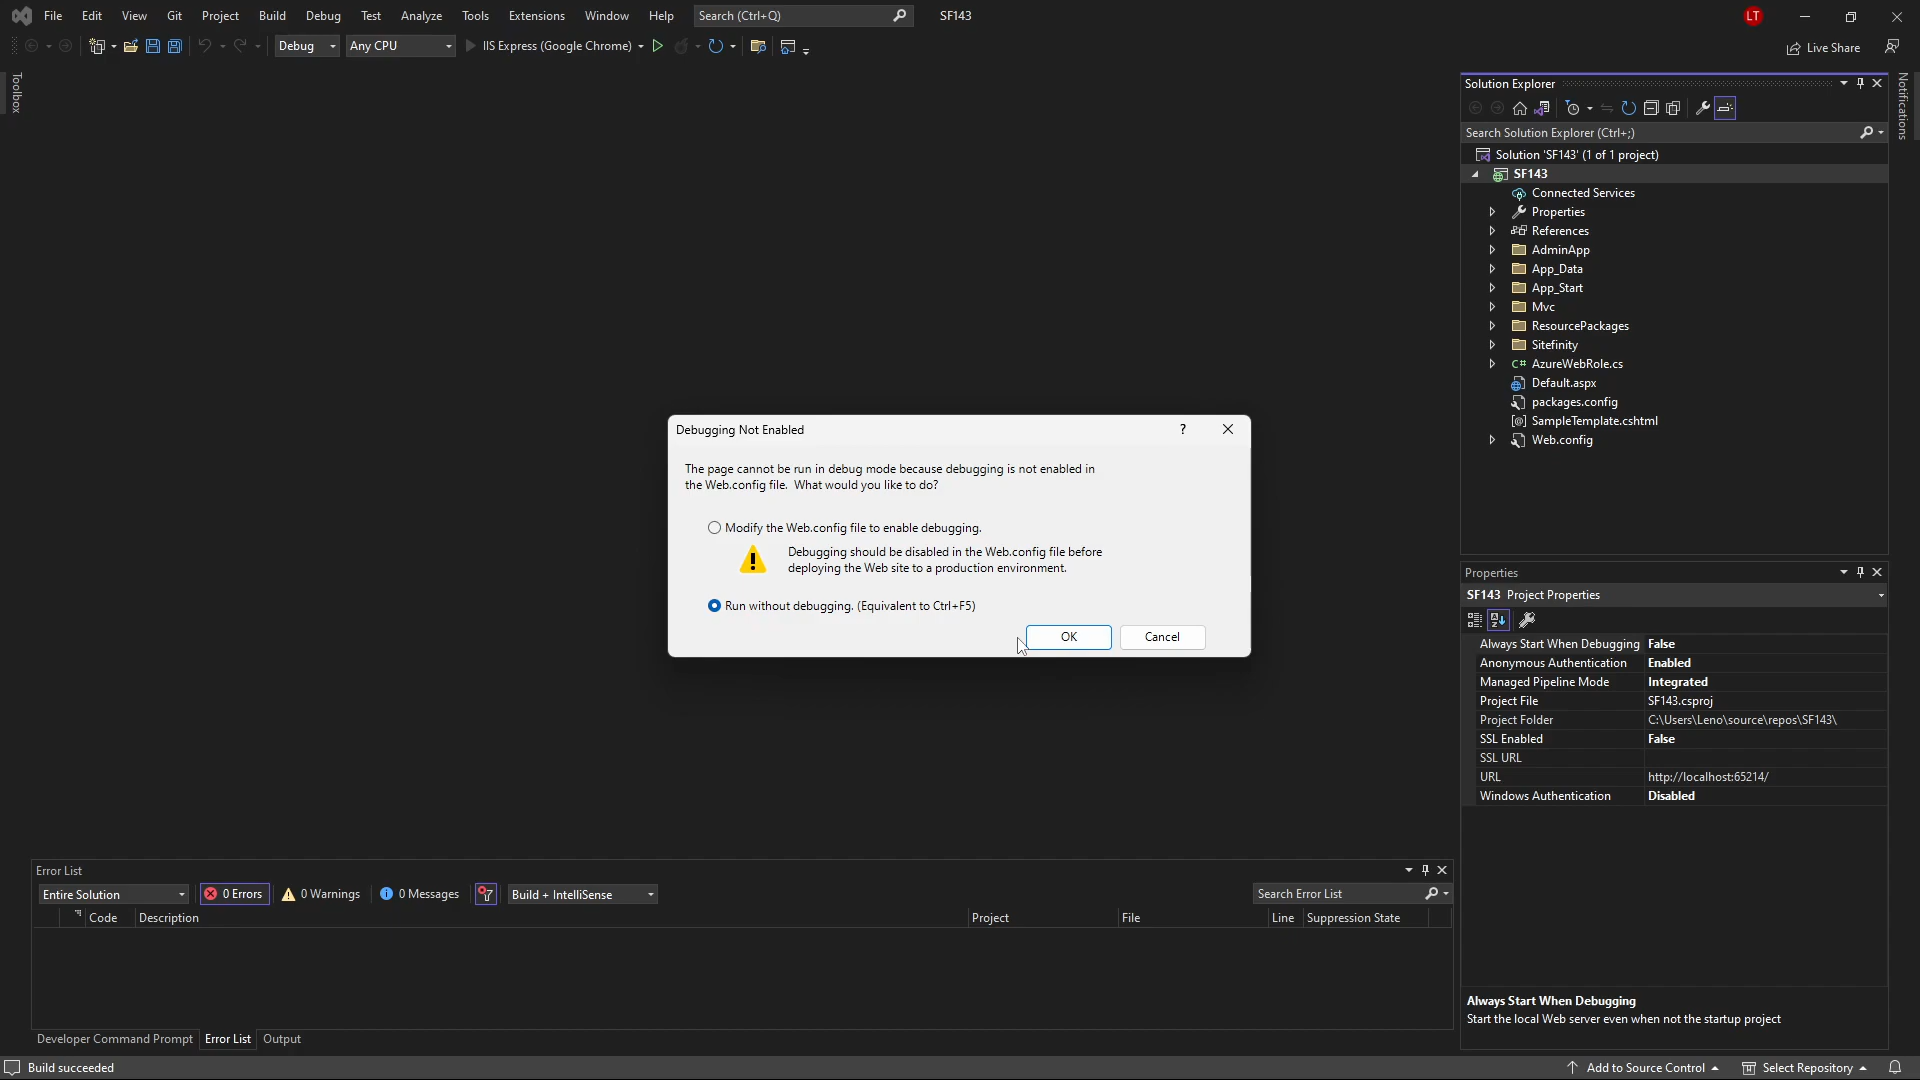 File Edit View Git Project Build Debug Test Analyze Tools Extensions Window Help Search (Ctrl+Q) SF143 LT
Debug Any CPU IIS Express (Google Chrome) Live Share
Toolbox
Notifications
Solution Explorer
Search Solution Explorer (Ctrl+;)
Solution 'SF143' (1 of 1 project)
SF143
Connected Services
Properties
References
AdminApp
App_Data
App_Start
Mvc
ResourcePackages
Sitefinity
C# AzureWebRole.cs
Default.aspx
packages.config
[@] SampleTemplate.cshtml
Web.config
Debugging Not Enabled ?
The page cannot be run in debug mode because debugging is not enabled in
the Web.config file. What would you like to do?
Modify the Web.config file to enable debugging.
Debugging should be disabled in the Web.config file before
deploying the Web site to a production environment.
Run without debugging. (Equivalent to Ctrl+F5)
OK Cancel
Properties
SF143 Project Properties
Always Start When Debugging False
Anonymous Authentication Enabled
Managed Pipeline Mode Integrated
Project File SF143.csproj
Project Folder C:\Users\Leno\source\repos\SF143\
SSL Enabled False
SSL URL
URL http://localhost:65214/
Windows Authentication Disabled
Always Start When Debugging
Start the local Web server even when not the startup project
Error List
Entire Solution 0 Errors 0 Warnings 0 Messages Build + IntelliSense Search Error List
Code Description Project File Line Suppression State
Developer Command Prompt Error List Output
Build succeeded Add to Source Control Select Repository